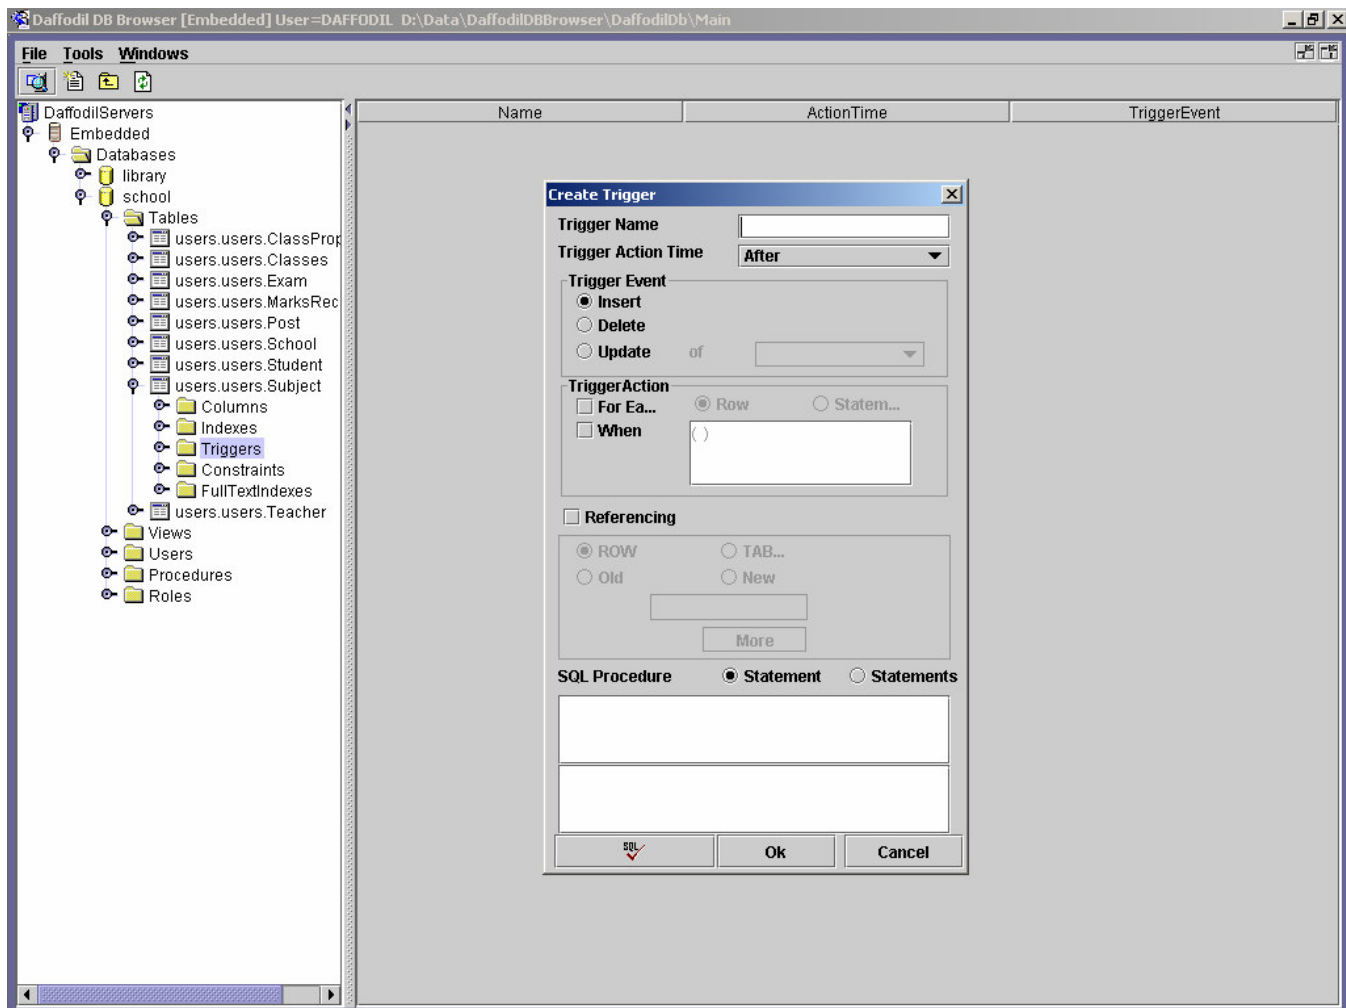 Daffodil DB Browser [Embedded] User=DAFFODIL D:\Data\DaffodilDBBrowser\DaffodilDb\Main
File Tools Windows
DaffodilServers
Embedded
Databases
library
school
Tables
users.users.ClassProp
users.users.Classes
users.users.Exam
users.users.MarksRec
users.users.Post
users.users.School
users.users.Student
users.users.Subject
Columns
Indexes
Triggers
Constraints
FullTextIndexes
users.users.Teacher
Views
Users
Procedures
Roles
Name ActionTime TriggerEvent
Create Trigger
Trigger Name
Trigger Action Time After
Trigger Event
Insert
Delete
Update of
TriggerAction
For Ea... Row Statem...
When ( )
Referencing
ROW TAB...
Old New
More
SQL Procedure Statement Statements
SQL Ok Cancel